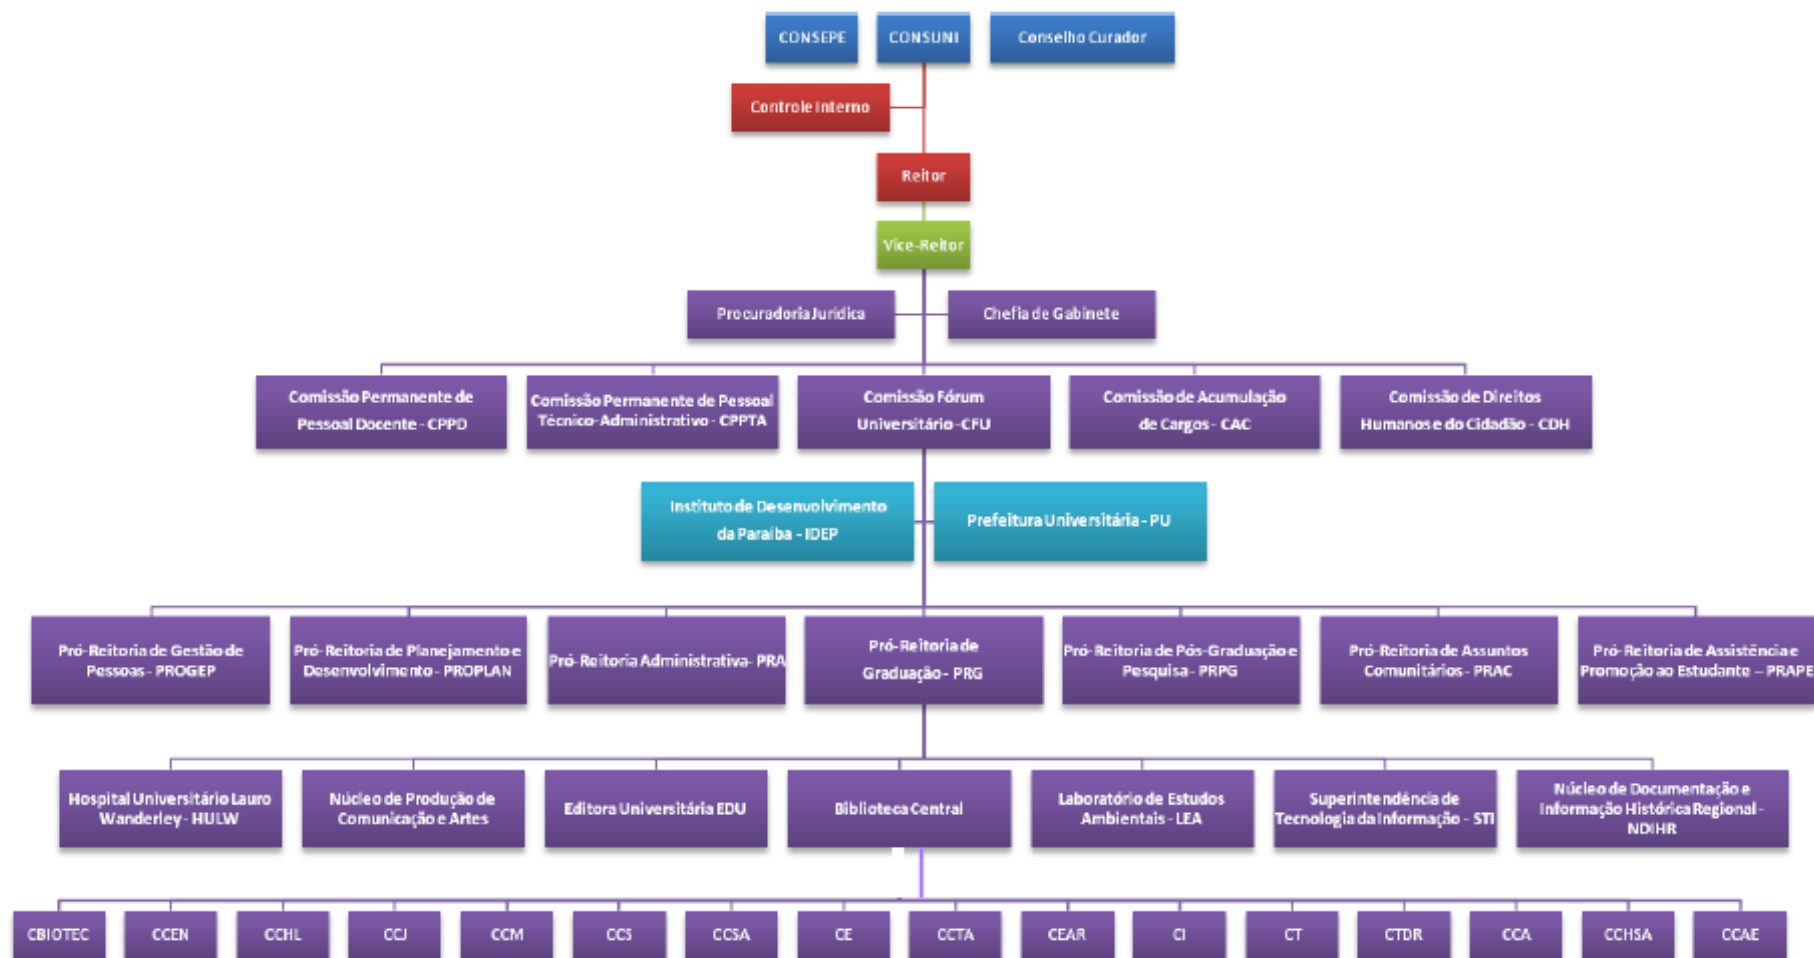 CONSEPE
CONSUNI
Conselho Curador
Controle Interno
Reitor
Vice-Reitor
Procuradoria Jurídica
Chefia de Gabinete
Comissão Permanente de
Pessoal Docente - CPPD
Comissão Permanente de Pessoal
Técnico-Administrativo - CPPTA
Comissão Fórum
Universitário -CFU
Comissão de Acumulação
de Cargos - CAC
Comissão de Direitos
Humanos e do Cidadão - CDH
Instituto de Desenvolvimento
da Paraíba - IDEP
Prefeitura Universitária - PU
Pró-Reitoria de Gestão de
Pessoas - PROGEP
Pró-Reitoria de Planejamento e
Desenvolvimento - PROPLAN
Pró-Reitoria Administrativa- PRA
Pró-Reitoria de
Graduação - PRG
Pró-Reitoria de Pós-Graduação e
Pesquisa - PRPG
Pró-Reitoria de Assuntos
Comunitários - PRAC
Pró-Reitoria de Assistência e
Promoção ao Estudante – PRAPE
Hospital Universitário Lauro
Wanderley - HULW
Núcleo de Produção de
Comunicação e Artes
Editora Universitária EDU
Biblioteca Central
Laboratório de Estudos
Ambientais - LEA
Superintendência de
Tecnologia da Informação - STI
Núcleo de Documentação e
Informação Histórica Regional -
NDIHR
CBIOTEC
CCEN
CCHL
CCJ
CCM
CCS
CCSA
CE
CCTA
CEAR
CI
CT
CTDR
CCA
CCHSA
CCAE